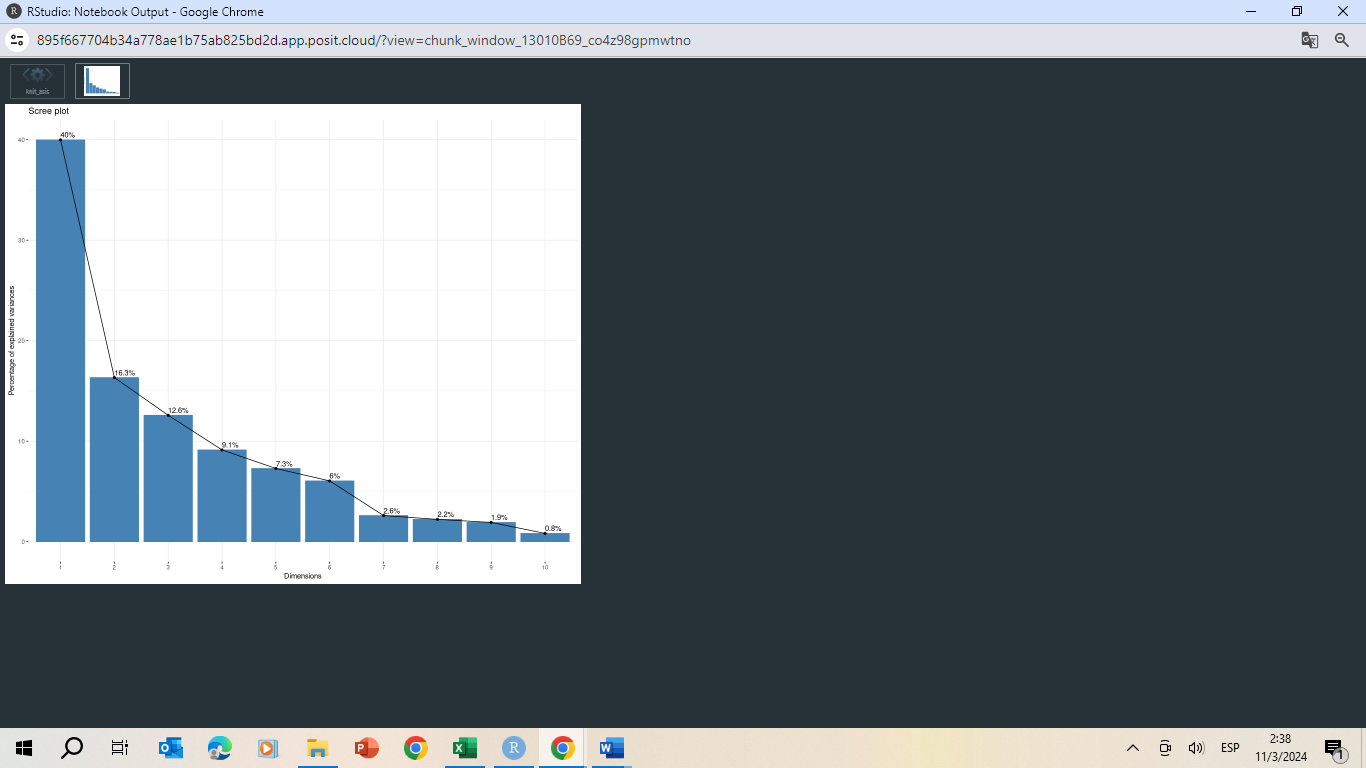 RStudio: Notebook Output - Google Chrome
895f667704b34a778ae1b75ab825bd2d.app.posit.cloud/?view=chunk_window_13010B69_co4z98gpmwtno
knit_asis
Scree plot
40%
16.3%
12.6%
9.1%
7.3%
6%
2.6%
2.2%
1.9%
0.8%
40
30
20
10
0
Percentage of explained variances
1 2 3 4 5 6 7 8 9 10
Dimensions
ESP
2:38
11/3/2024
1